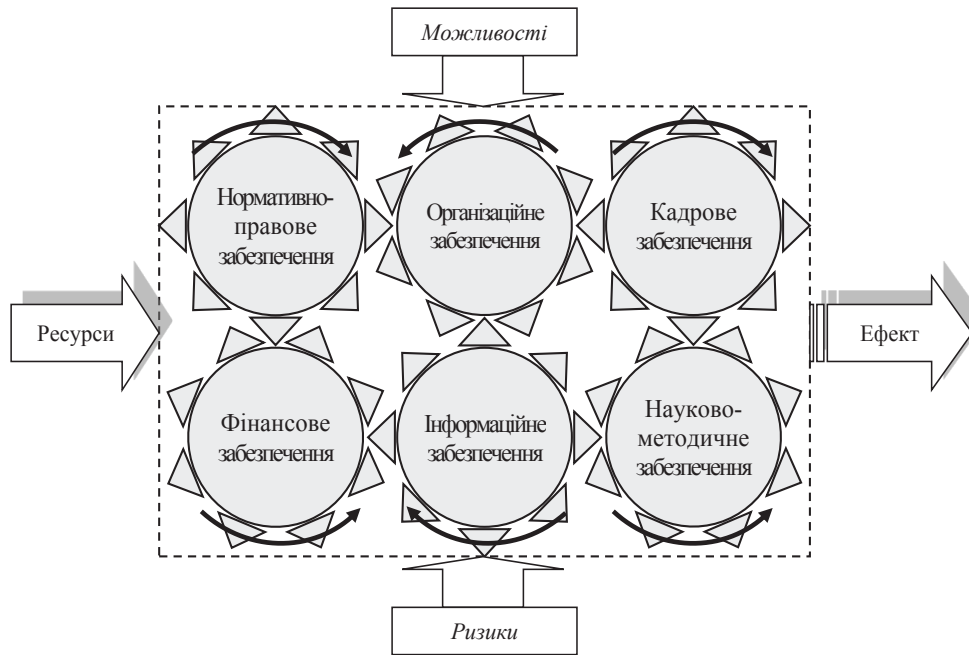 Можливості
Нормативно-
правове
забезпечення
Організаційне
забезпечення
Кадрове
забезпечення
Ресурси
Ефект
Фінансове
забезпечення
Інформаційне
забезпечення
Науково-
методичне
забезпечення
Ризики